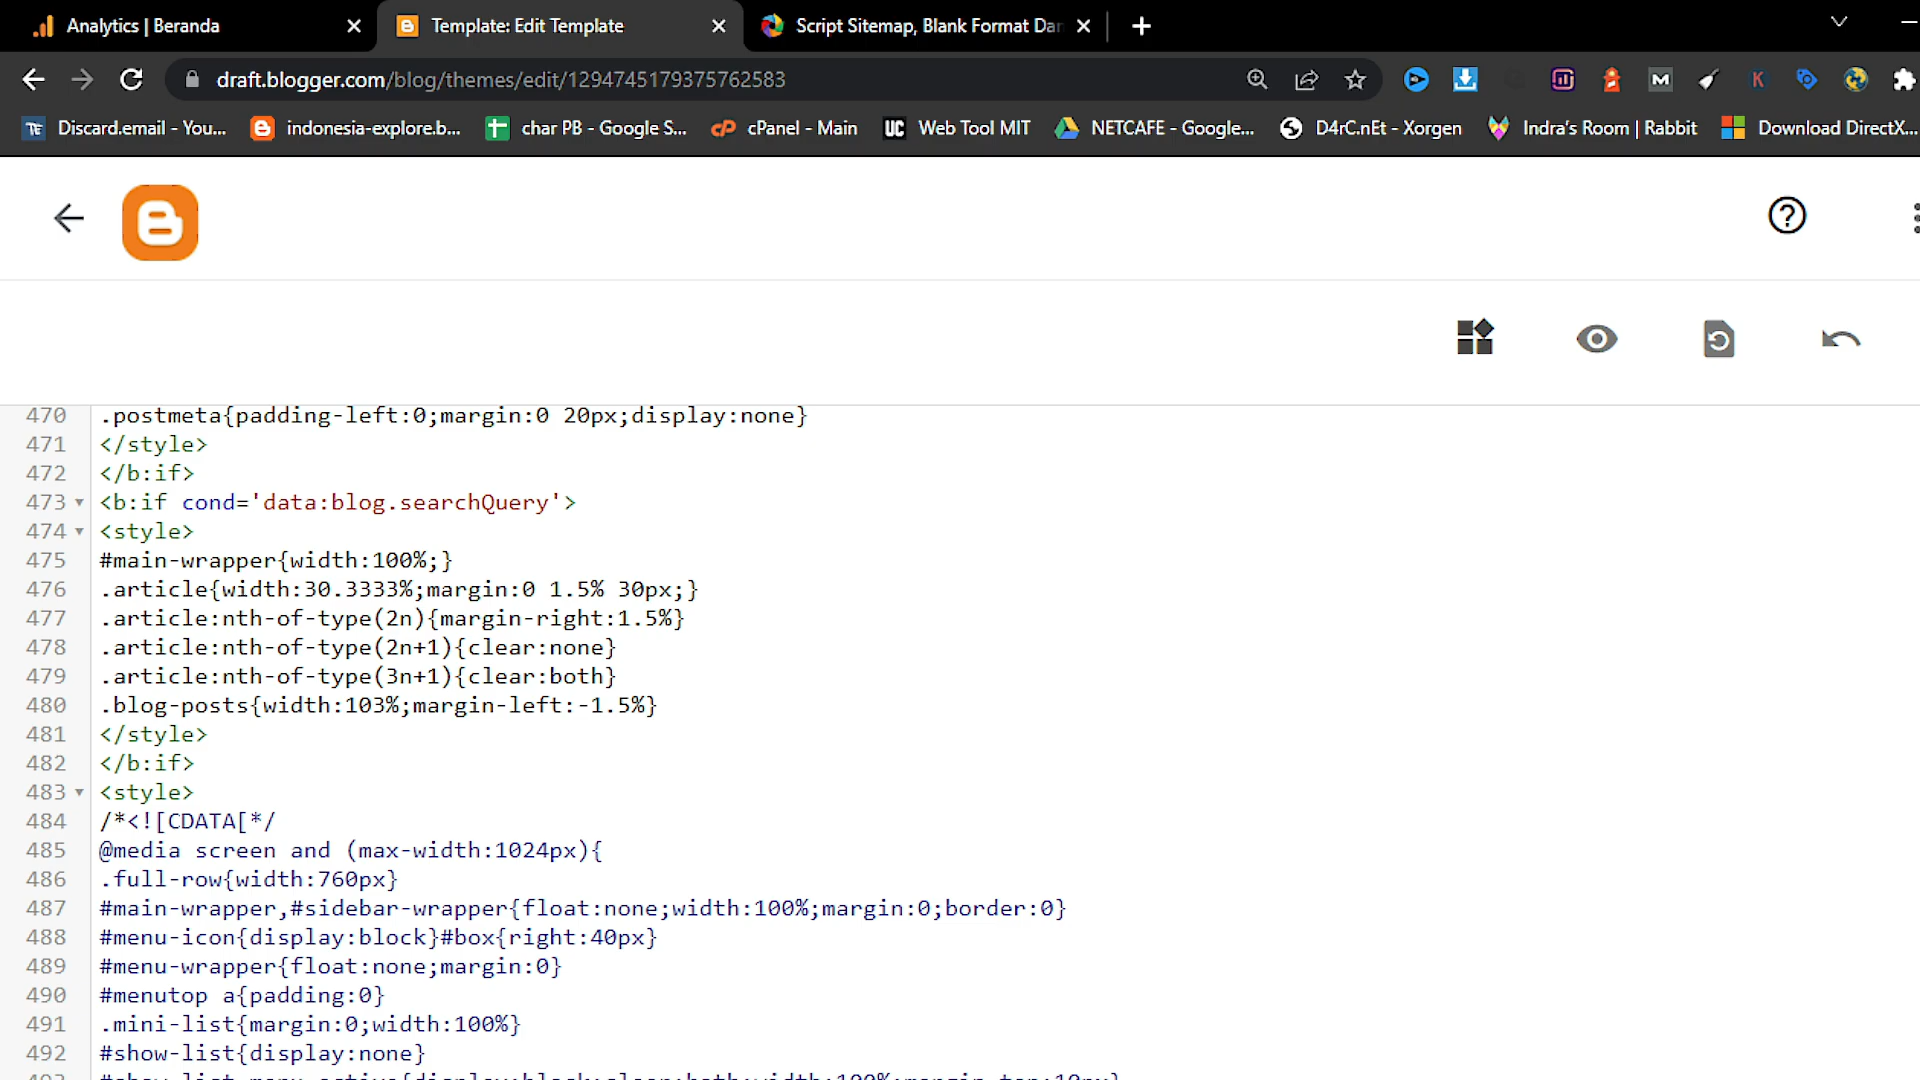 Analytics | Beranda
Template: Edit Template
Script Sitemap, Blank Format Dan
draft.blogger.com/blog/themes/edit/1294745179375762583
Discard.email - You...
indonesia-explore.b...
char PB - Google S...
cPanel - Main
Web Tool MIT
NETCAFE - Google...
D4rC.nEt - Xorgen
Indra's Room | Rabbit
Download DirectX...
470 .postmeta{padding-left:0;margin:0 20px;display:none}
471 </style>
472 </b:if>
473 <b:if cond='data:blog.searchQuery'>
474 <style>
475 #main-wrapper{width:100%;}
476 .article{width:30.3333%;margin:0 1.5% 30px;}
477 .article:nth-of-type(2n){margin-right:1.5%}
478 .article:nth-of-type(2n+1){clear:none}
479 .article:nth-of-type(3n+1){clear:both}
480 .blog-posts{width:103%;margin-left:-1.5%}
481 </style>
482 </b:if>
483 <style>
484 /*<![CDATA[*/
485 @media screen and (max-width:1024px){
486 .full-row{width:760px}
487 #main-wrapper,#sidebar-wrapper{float:none;width:100%;margin:0;border:0}
488 #menu-icon{display:block}#box{right:40px}
489 #menu-wrapper{float:none;margin:0}
490 #menutop a{padding:0}
491 .mini-list{margin:0;width:100%}
492 #show-list{display:none}